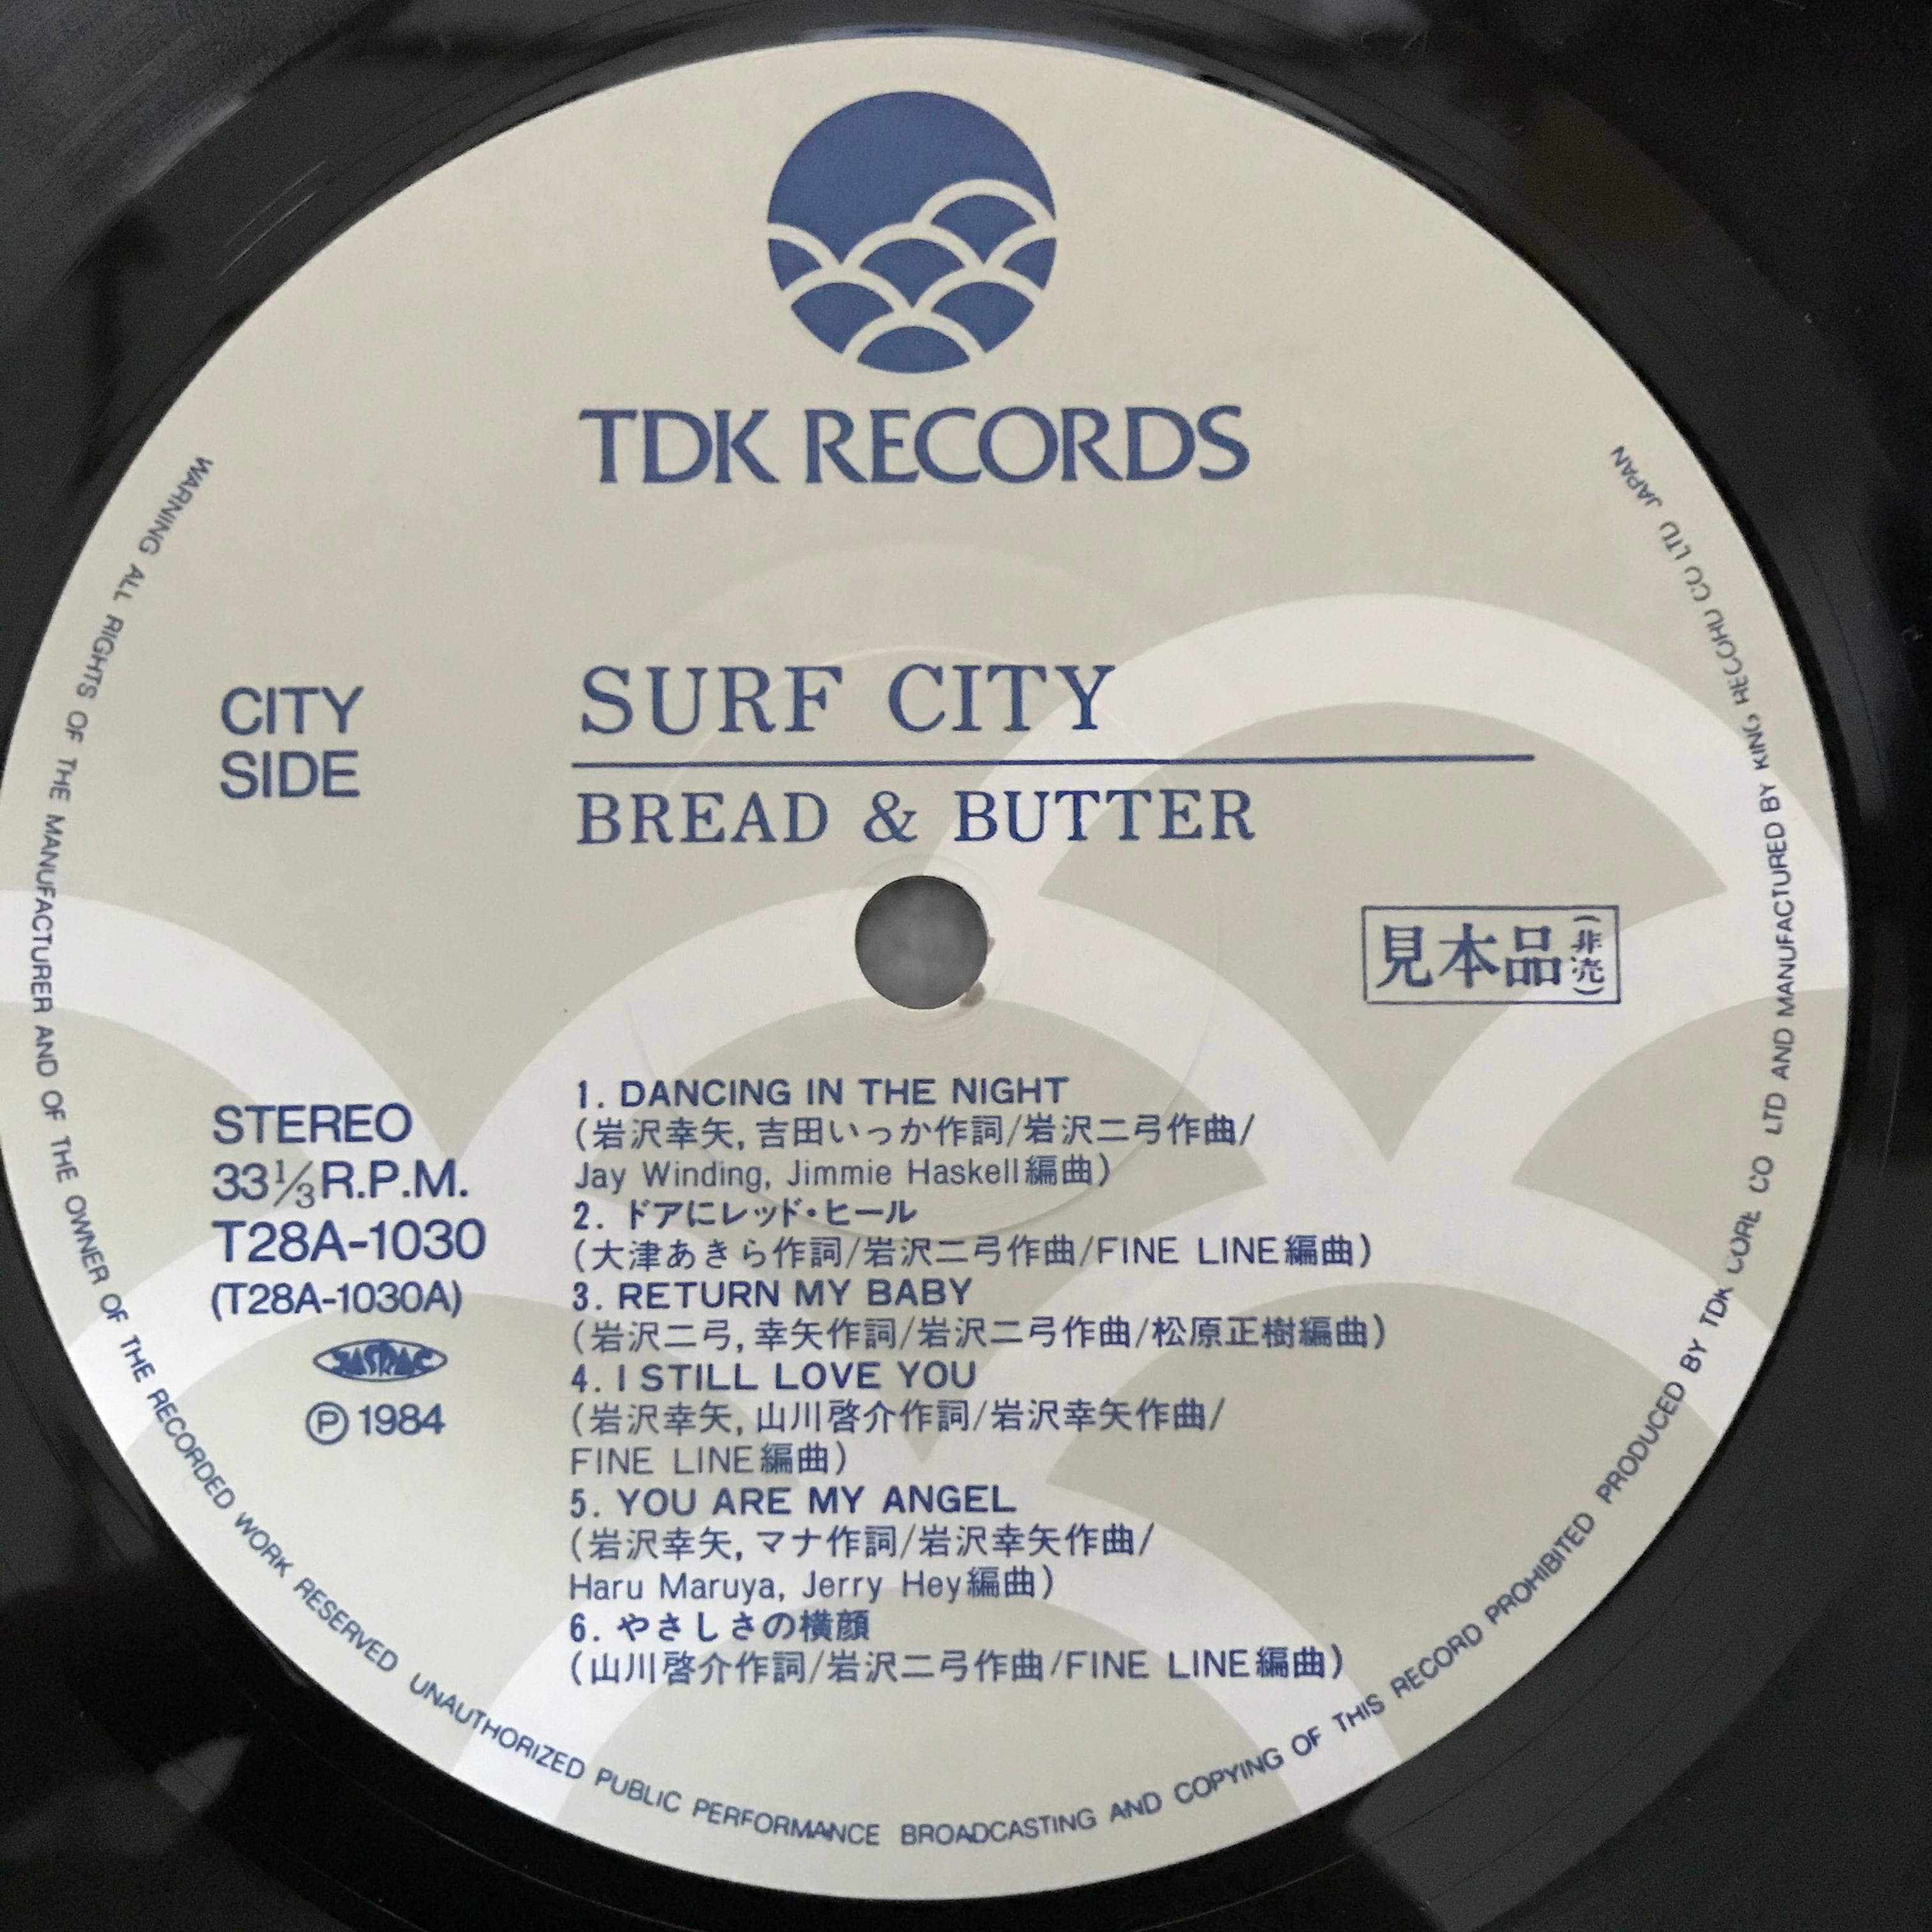 TDK RECORDS
CITY
SIDE
SURF CITY
BREAD & BUTTER
見本品(非売)
STEREO
33⅓R.P.M.
T28A-1030
(T28A-1030A)
JASRAC
Ⓟ1984
1. DANCING IN THE NIGHT
(岩沢幸矢, 吉田いっか作詞/岩沢二弓作曲/
Jay Winding, Jimmie Haskell編曲)
2. ドアにレッド・ヒール
(大津あきら作詞/岩沢二弓作曲/FINE LINE編曲)
3. RETURN MY BABY
(岩沢二弓, 幸矢作詞/岩沢二弓作曲/松原正樹編曲)
4. I STILL LOVE YOU
(岩沢幸矢, 山川啓介作詞/岩沢幸矢作曲/
FINE LINE編曲)
5. YOU ARE MY ANGEL
(岩沢幸矢, マナ作詞/岩沢幸矢作曲/
Haru Maruya, Jerry Hey編曲)
6. やさしさの横顔
(山川啓介作詞/岩沢二弓作曲/FINE LINE編曲)
WARNING ALL RIGHTS OF THE MANUFACTURER AND OF THE OWNER OF THE RECORDED WORK RESERVED UNAUTHORIZED PUBLIC PERFORMANCE BROADCASTING AND COPYING OF THIS RECORD PROHIBITED PRODUCED BY TDK CORE CO LTD AND MANUFACTURED BY KING RECORD CO LTD JAPAN